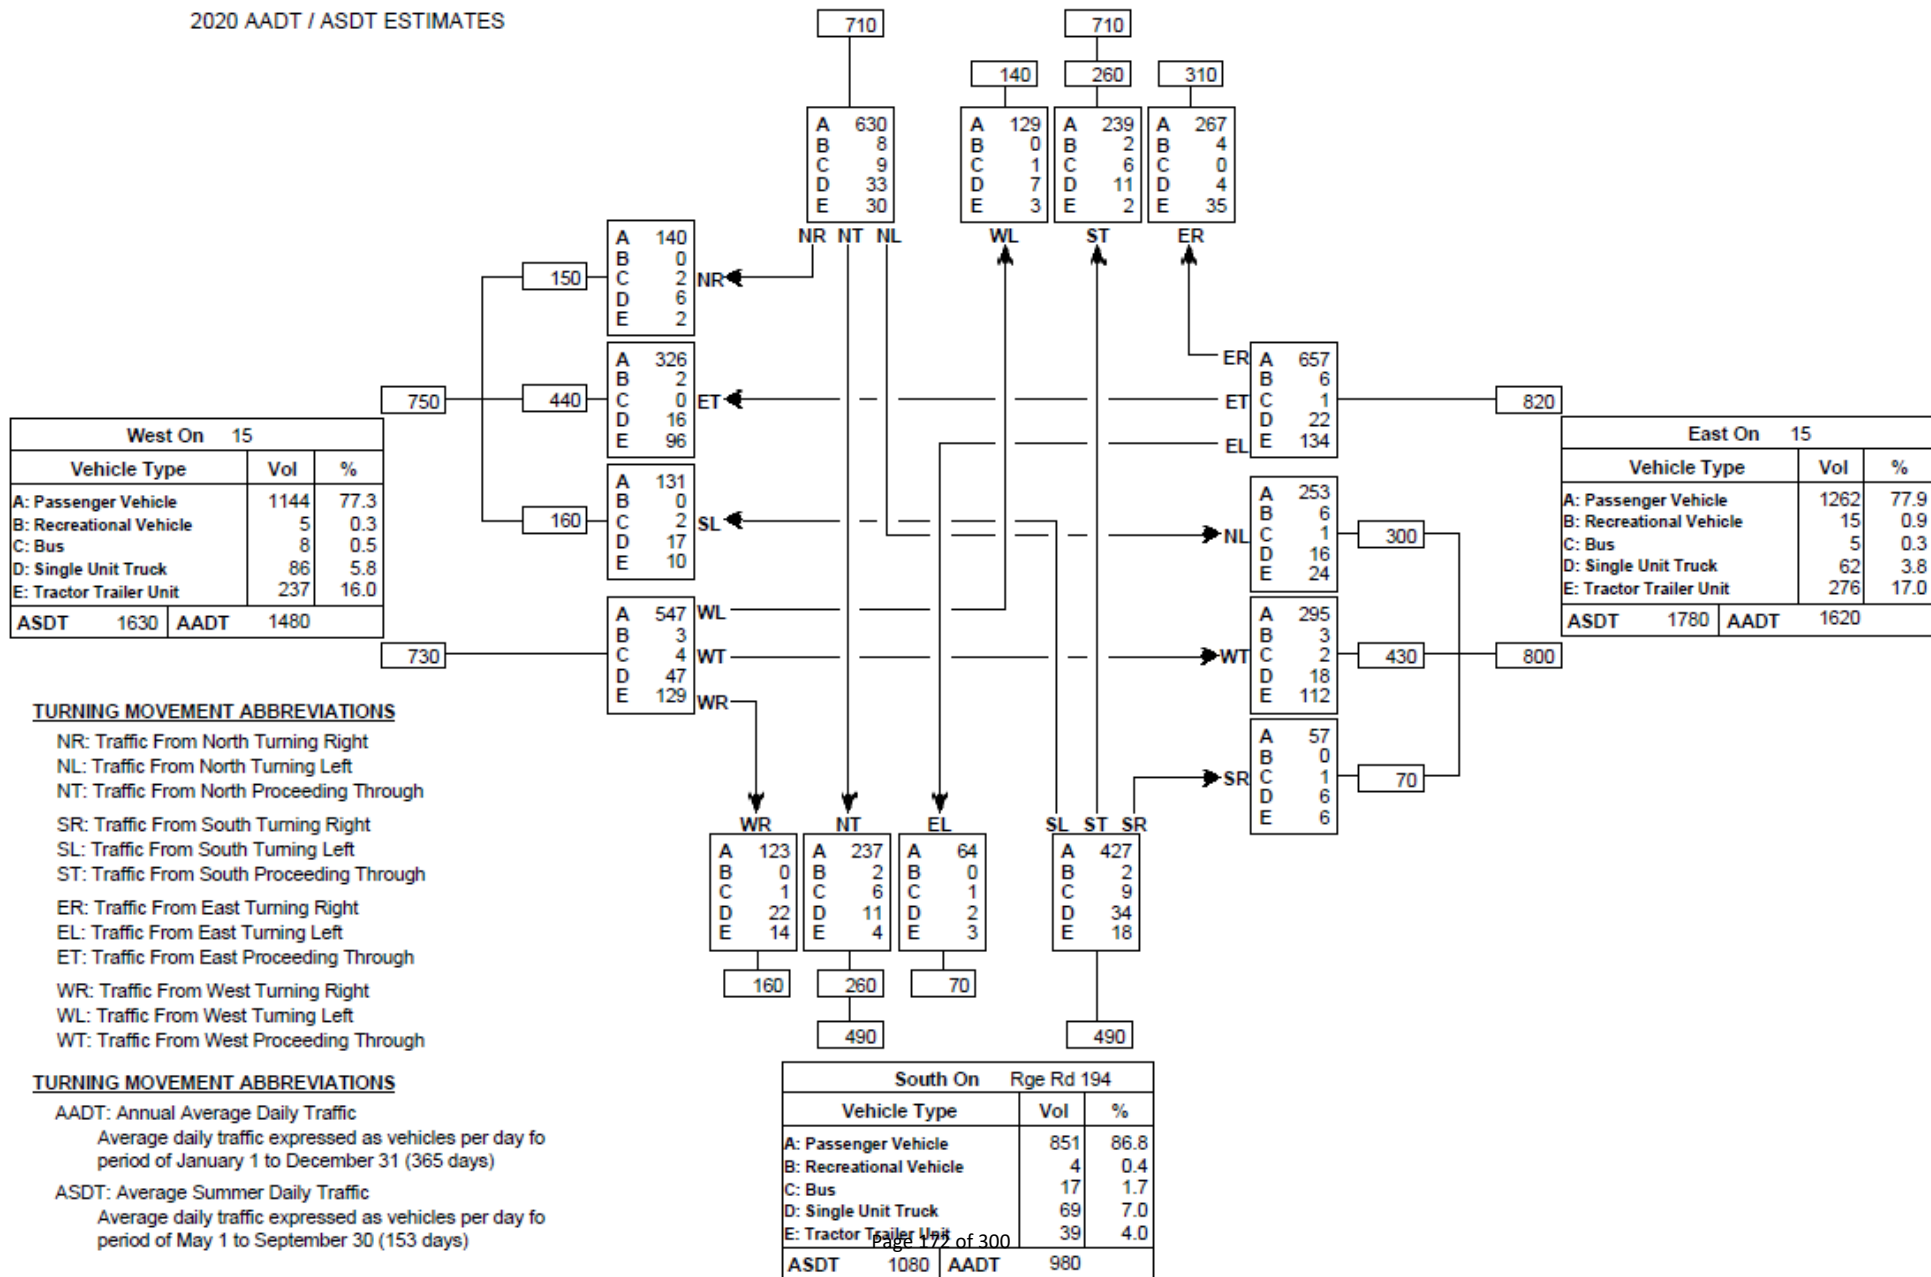 2020 AADT / ASDT ESTIMATES
710
710
140
260
310
A 630
B 8
C 9
D 33
E 30
A 129
B 0
C 1
D 7
E 3
A 239
B 2
C 6
D 11
E 2
A 267
B 4
C 0
D 4
E 35
NR NT NL
WL
ST
ER
150
A 140
B 0
C 2
D 6
E 2
NR
750
440
A 326
B 2
C 0
D 16
E 96
ET
160
A 131
B 0
C 2
D 17
E 10
SL
730
A 547
B 3
C 4
D 47
E 129
WL
WT
WR
ER
ET
EL
A 657
B 6
C 1
D 22
E 134
820
NL
A 253
B 6
C 1
D 16
E 24
300
WT
A 295
B 3
C 2
D 18
E 112
430
800
SR
A 57
B 0
C 1
D 6
E 6
70
West On 15
Vehicle Type Vol %
A: Passenger Vehicle 1144 77.3
B: Recreational Vehicle 5 0.3
C: Bus 8 0.5
D: Single Unit Truck 86 5.8
E: Tractor Trailer Unit 237 16.0
ASDT 1630 AADT 1480
East On 15
Vehicle Type Vol %
A: Passenger Vehicle 1262 77.9
B: Recreational Vehicle 15 0.9
C: Bus 5 0.3
D: Single Unit Truck 62 3.8
E: Tractor Trailer Unit 276 17.0
ASDT 1780 AADT 1620
TURNING MOVEMENT ABBREVIATIONS
NR: Traffic From North Turning Right
NL: Traffic From North Turning Left
NT: Traffic From North Proceeding Through
SR: Traffic From South Turning Right
SL: Traffic From South Turning Left
ST: Traffic From South Proceeding Through
ER: Traffic From East Turning Right
EL: Traffic From East Turning Left
ET: Traffic From East Proceeding Through
WR: Traffic From West Turning Right
WL: Traffic From West Turning Left
WT: Traffic From West Proceeding Through
TURNING MOVEMENT ABBREVIATIONS
AADT: Annual Average Daily Traffic
Average daily traffic expressed as vehicles per day fo
period of January 1 to December 31 (365 days)
ASDT: Average Summer Daily Traffic
Average daily traffic expressed as vehicles per day fo
period of May 1 to September 30 (153 days)
WR
NT
EL
SL ST SR
A 123
B 0
C 1
D 22
E 14
A 237
B 2
C 6
D 11
E 4
A 64
B 0
C 1
D 2
E 3
A 427
B 2
C 9
D 34
E 18
160
260
70
490
490
South On Rge Rd 194
Vehicle Type Vol %
A: Passenger Vehicle 851 86.8
B: Recreational Vehicle 4 0.4
C: Bus 17 1.7
D: Single Unit Truck 69 7.0
E: Tractor Trailer Unit 39 4.0
Page 172 of 300
ASDT 1080 AADT 980